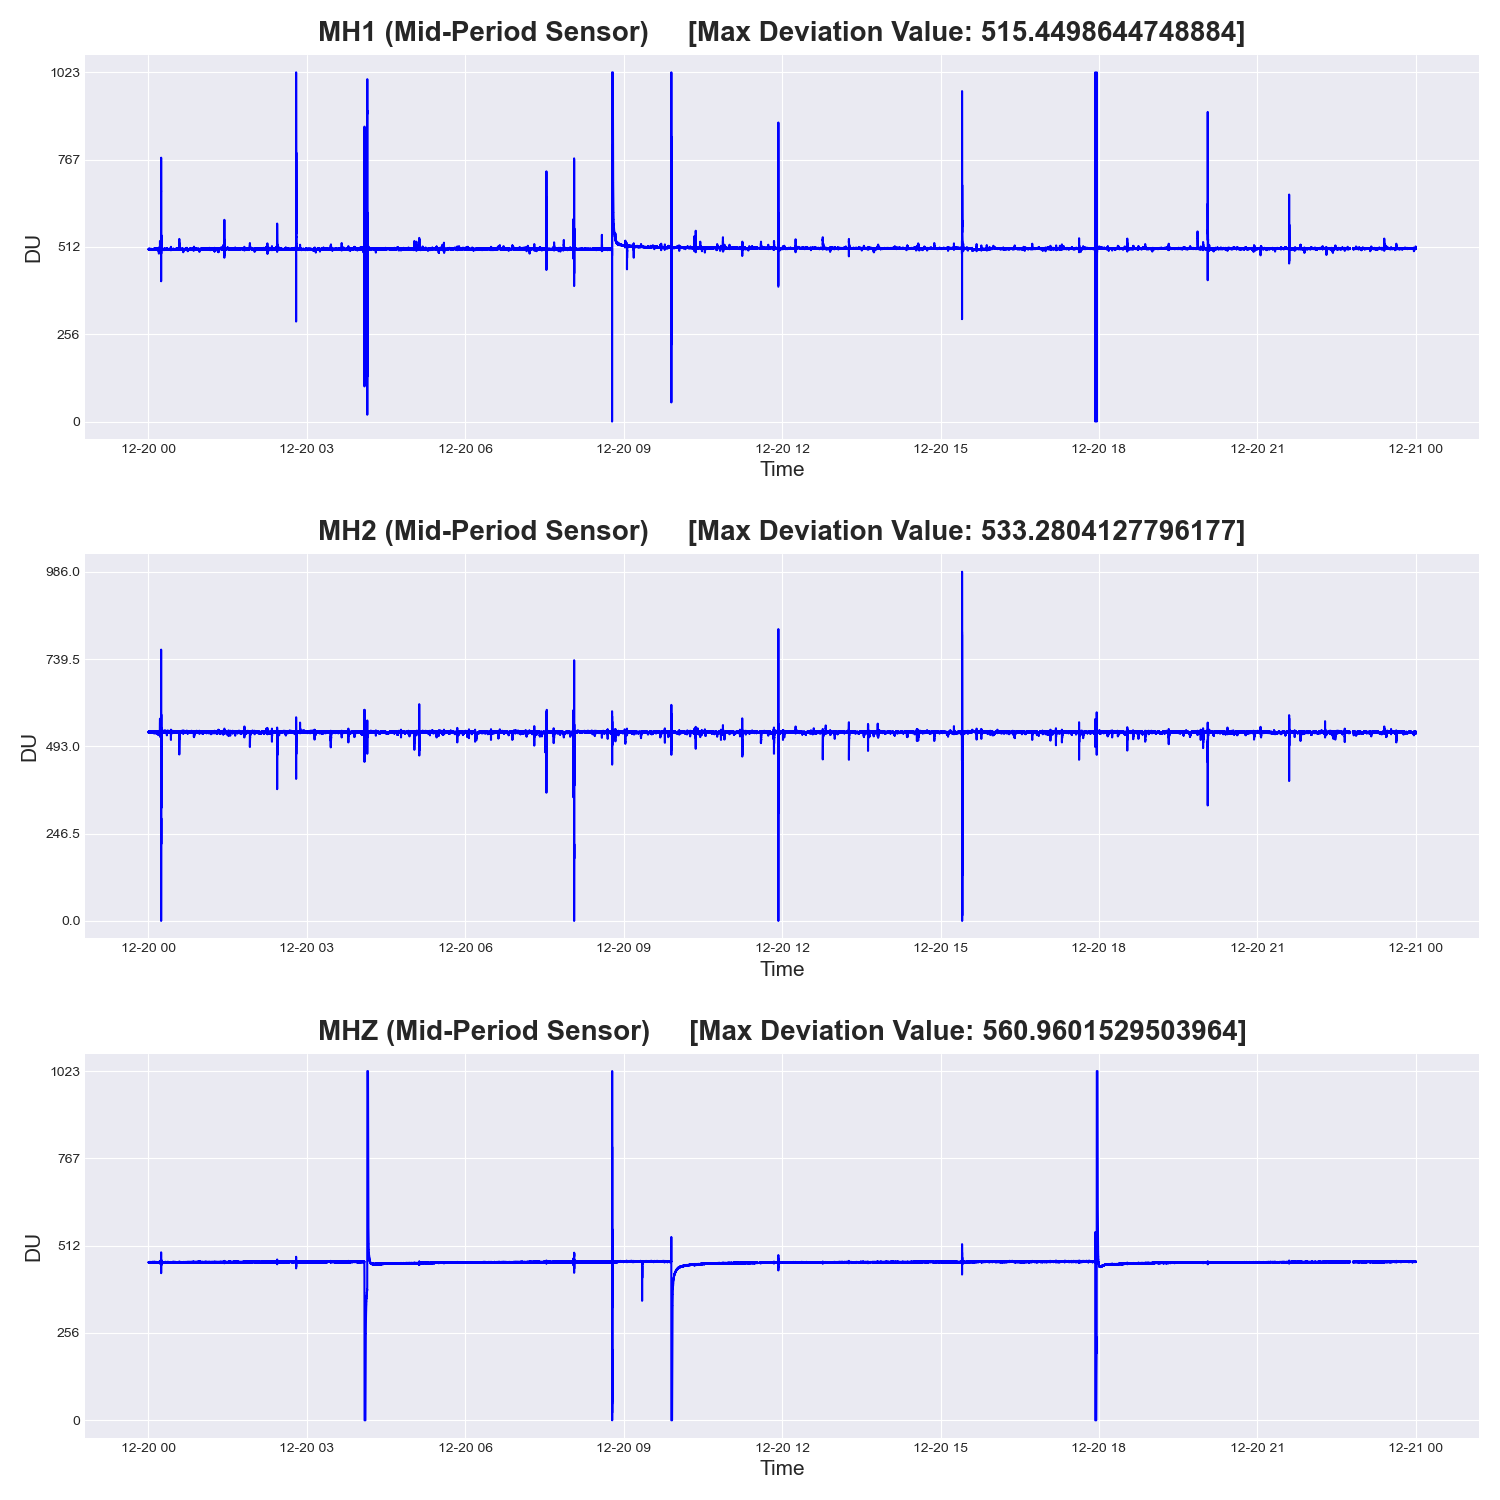 MH1 (Mid-Period Sensor) [Max Deviation Value: 515.4498644748884]
1023
767
512
256
0
DU
12-20 00 12-20 03 12-20 06 12-20 09 12-20 12 12-20 15 12-20 18 12-20 21 12-21 00
Time
MH2 (Mid-Period Sensor) [Max Deviation Value: 533.2804127796177]
986.0
739.5
493.0
246.5
0.0
DU
12-20 00 12-20 03 12-20 06 12-20 09 12-20 12 12-20 15 12-20 18 12-20 21 12-21 00
Time
MHZ (Mid-Period Sensor) [Max Deviation Value: 560.9601529503964]
1023
767
512
256
0
DU
12-20 00 12-20 03 12-20 06 12-20 09 12-20 12 12-20 15 12-20 18 12-20 21 12-21 00
Time